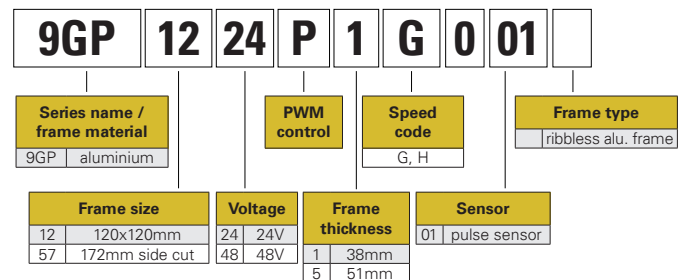 9GP 12 24 P 1 G 0 01
Series name /
frame material
9GP aluminium
PWM
control
Speed
code
G, H
Frame type
ribbless alu. frame
Frame size
12 120x120mm
57 172mm side cut
Voltage
24 24V
48 48V
Frame
thickness
1 38mm
5 51mm
Sensor
01 pulse sensor